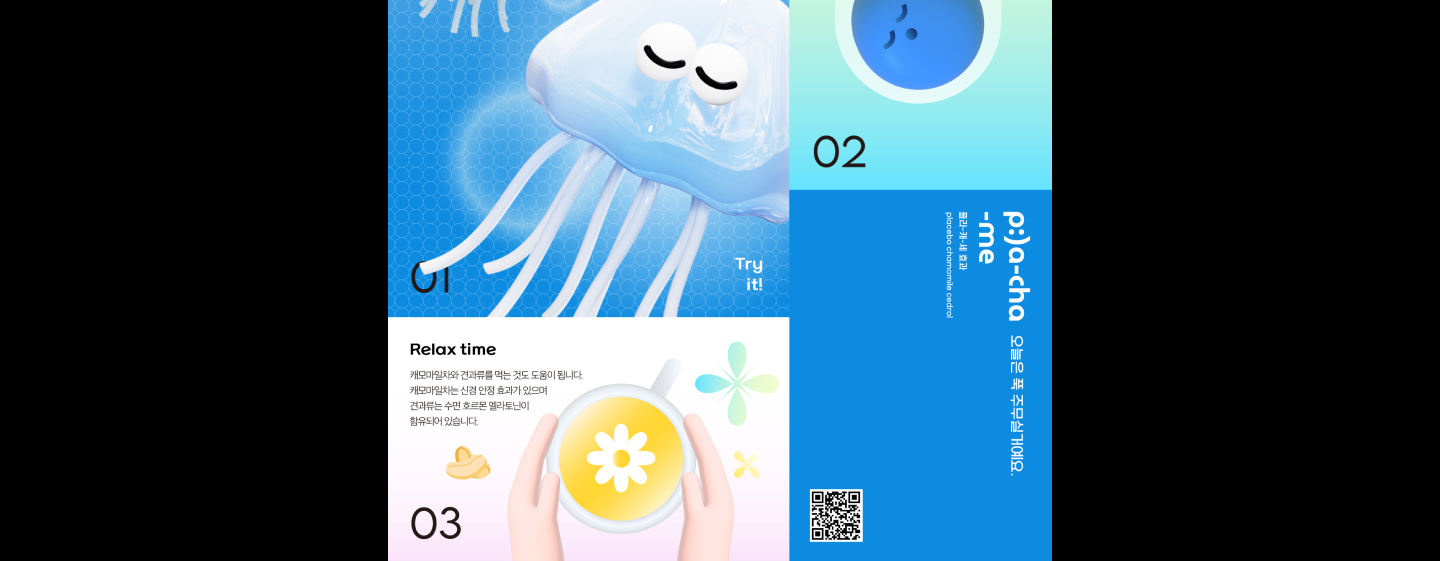 01
Try
it!
02
p:)a-cha
-me
플라-캐-세 효과
placebo chamomile cedrol
오늘은 푹 주무실거예요.
Relax time
캐모마일차와 견과류를 먹는 것도 도움이 됩니다.
캐모마일차는 신경 안정 효과가 있으며
견과류는 수면 호르몬 멜라토닌이
함유되어 있습니다.
03